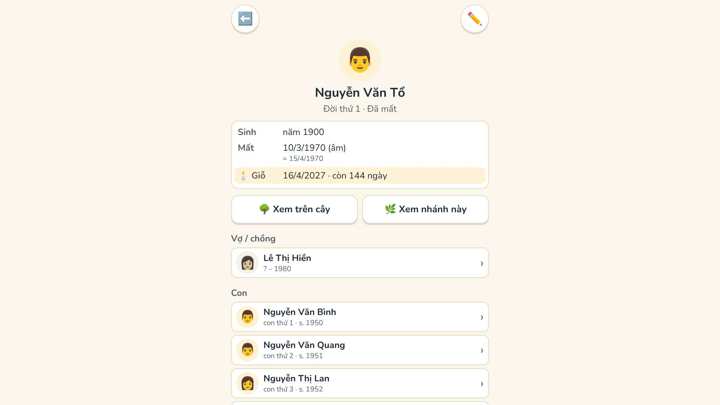 Nguyễn Văn Tổ
Đời thứ 1 · Đã mất
Sinh năm 1900
Mất 10/3/1970 (âm)
≈ 15/4/1970
Giỗ 16/4/2027 · còn 144 ngày
Xem trên cây
Xem nhánh này
Vợ / chồng
Lê Thị Hiền
? – 1980
Con
Nguyễn Văn Bình
con thứ 1 · s. 1950
Nguyễn Văn Quang
con thứ 2 · s. 1951
Nguyễn Thị Lan
con thứ 3 · s. 1952